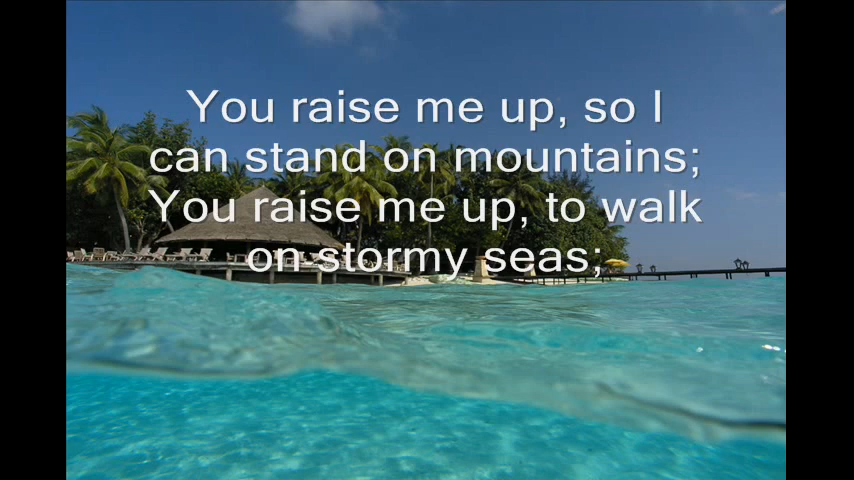 You raise me up, so I
can stand on mountains;
You raise me up, to walk
on stormy seas;